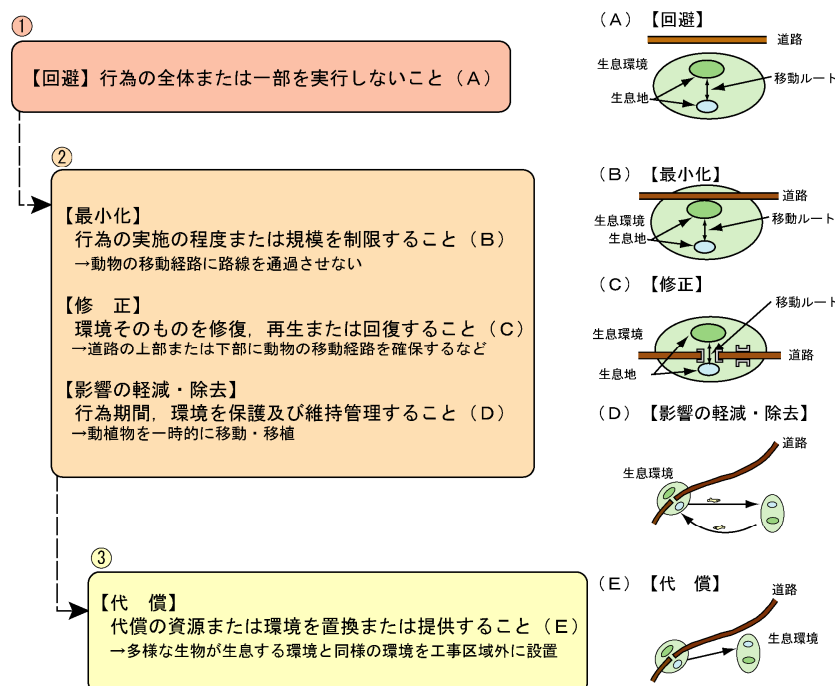 ①
【回避】行為の全体または一部を実行しないこと（A）
②
【最小化】
行為の実施の程度または規模を制限すること（B）
→動物の移動経路に路線を通過させない
【修　正】
環境そのものを修復，再生または回復すること（C）
→道路の上部または下部に動物の移動経路を確保するなど
【影響の軽減・除去】
行為期間，環境を保護及び維持管理すること（D）
→動植物を一時的に移動・移植
③
【代　償】
代償の資源または環境を置換または提供すること（E）
→多様な生物が生息する環境と同様の環境を工事区域外に設置
（A）【回避】
道路
生息環境
移動ルート
生息地
（B）【最小化】
道路
生息環境
移動ルート
生息地
（C）【修正】
移動ルート
生息環境
道路
生息地
（D）【影響の軽減・除去】
道路
生息環境
（E）【代　償】
道路
生息環境